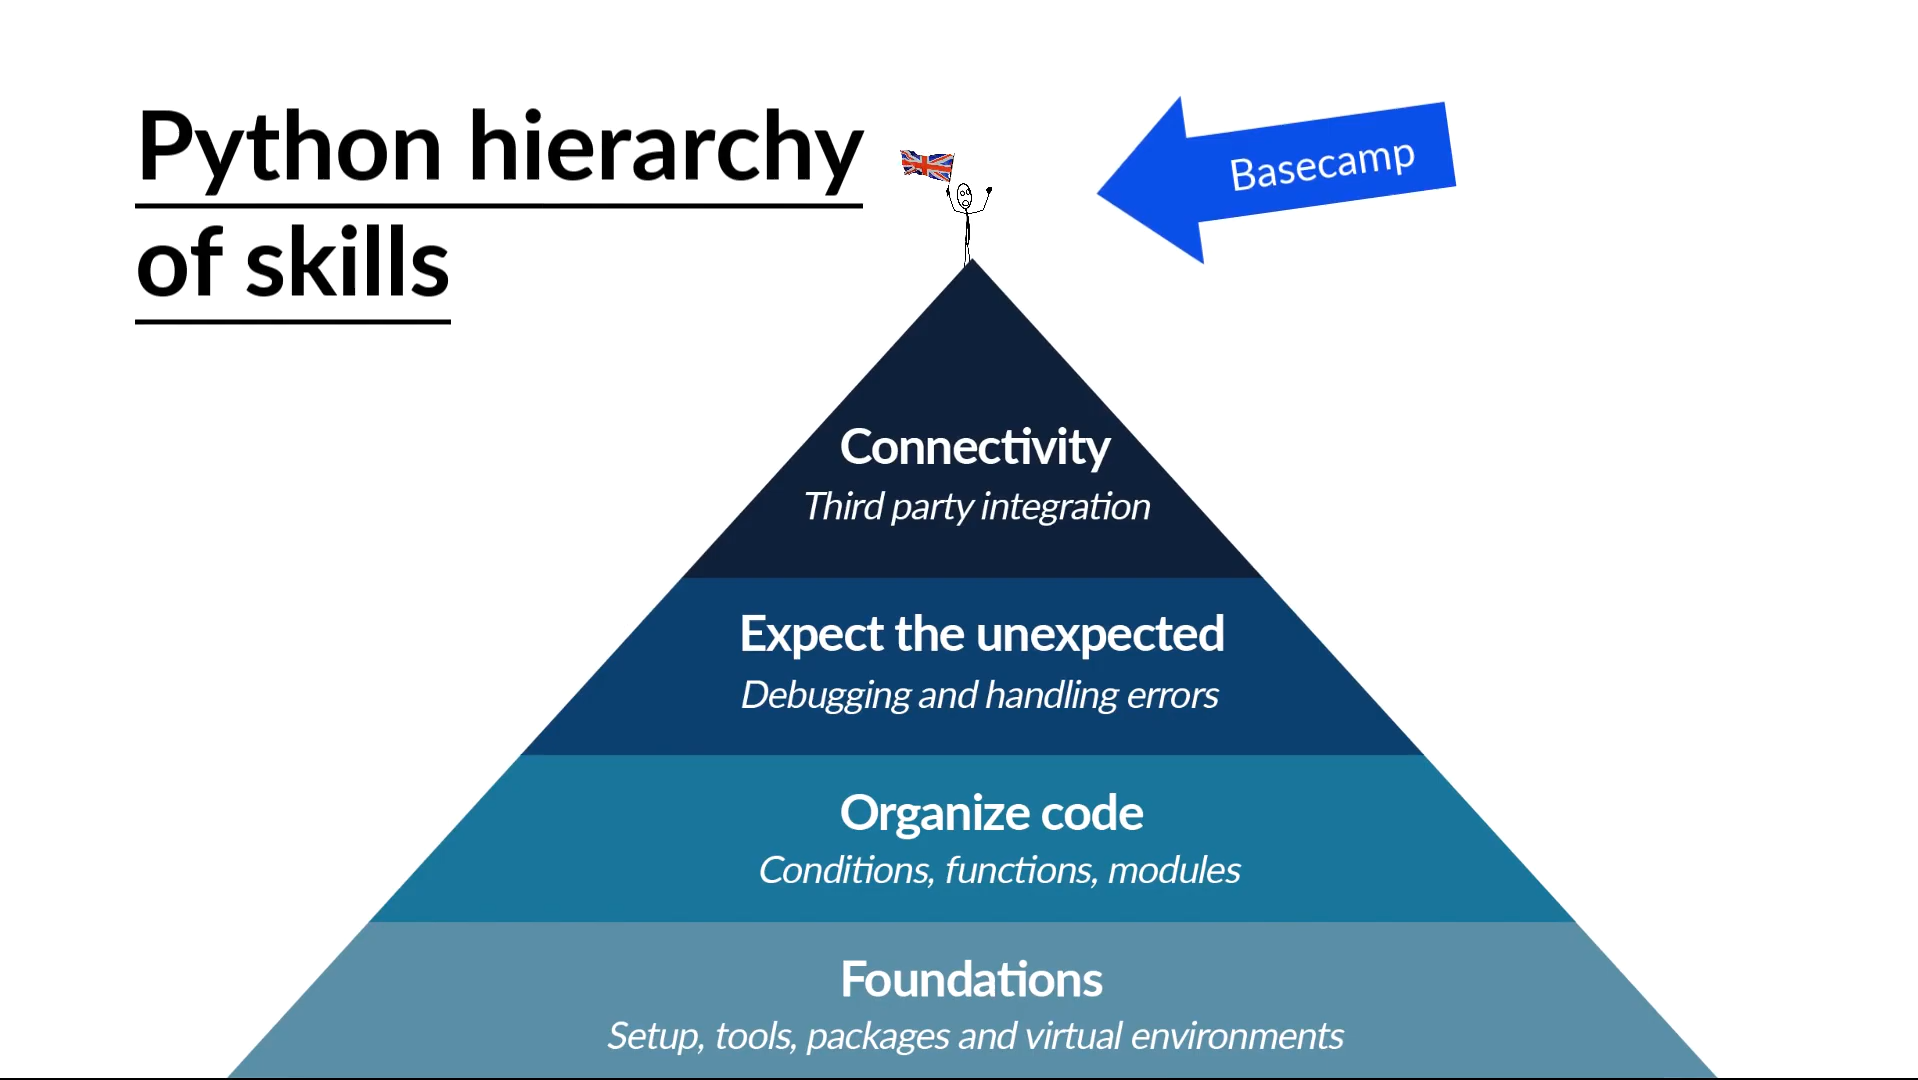 Python hierarchy
of skills
Basecamp
Connectivity
Third party integration
Expect the unexpected
Debugging and handling errors
Organize code
Conditions, functions, modules
Foundations
Setup, tools, packages and virtual environments